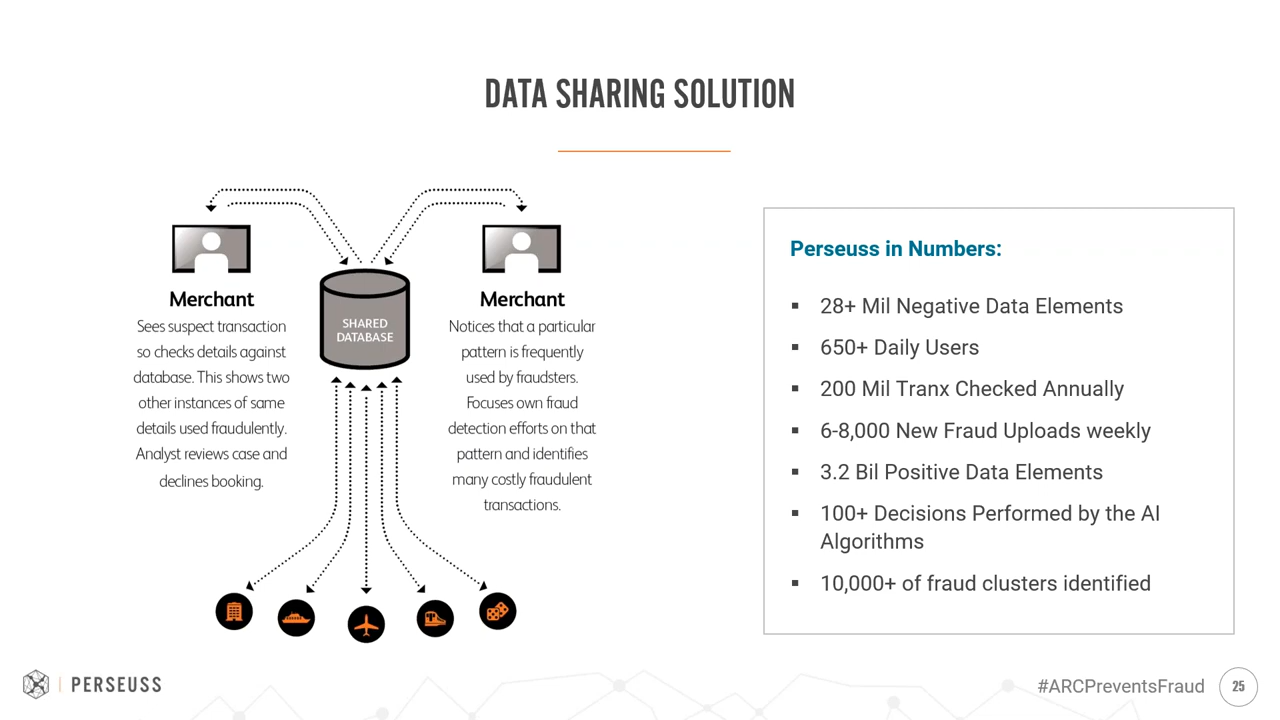 DATA SHARING SOLUTION
Merchant
Sees suspect transaction
so checks details against
database. This shows two
other instances of same
details used fraudulently.
Analyst reviews case and
declines booking.
SHARED
DATABASE
Merchant
Notices that a particular
pattern is frequently
used by fraudsters.
Focuses own fraud
detection efforts on that
pattern and identifies
many costly fraudulent
transactions.
Perseuss in Numbers:
▪ 28+ Mil Negative Data Elements
▪ 650+ Daily Users
▪ 200 Mil Tranx Checked Annually
▪ 6-8,000 New Fraud Uploads weekly
▪ 3.2 Bil Positive Data Elements
▪ 100+ Decisions Performed by the AI
Algorithms
▪ 10,000+ of fraud clusters identified
PERSEUSS
#ARCPreventsFraud
25